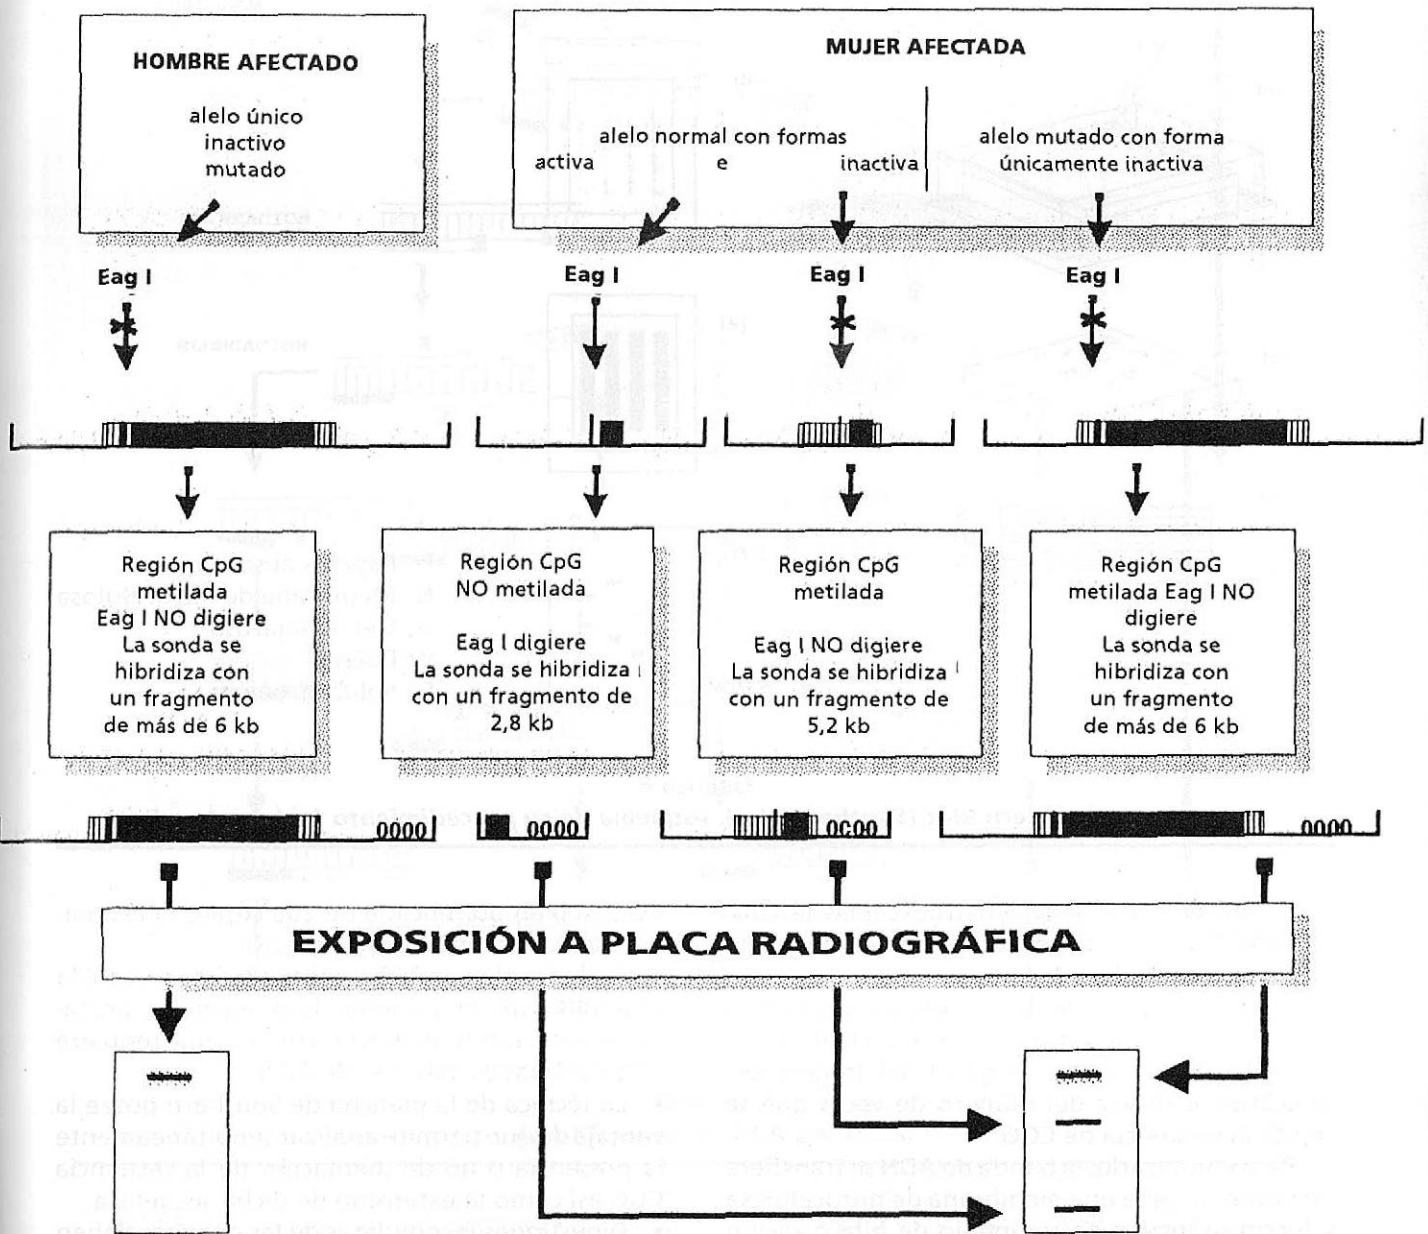 HOMBRE AFECTADO
alelo único
inactivo
mutado
MUJER AFECTADA
alelo normal con formas
activa e inactiva
alelo mutado con forma
únicamente inactiva
Eag I
Eag I
Eag I
Eag I
Región CpG
metilada
Eag I NO digiere
La sonda se
hibridiza con
un fragmento
de más de 6 kb
Región CpG
NO metilada
Eag I digiere
La sonda se hibridiza
con un fragmento de
2,8 kb
Región CpG
metilada
Eag I NO digiere
La sonda se hibridiza
con un fragmento de
5,2 kb
Región CpG
metilada Eag I NO
digiere
La sonda se
hibridiza con
un fragmento
de más de 6 kb
0000
0000
0000
0000
EXPOSICIÓN A PLACA RADIOGRÁFICA